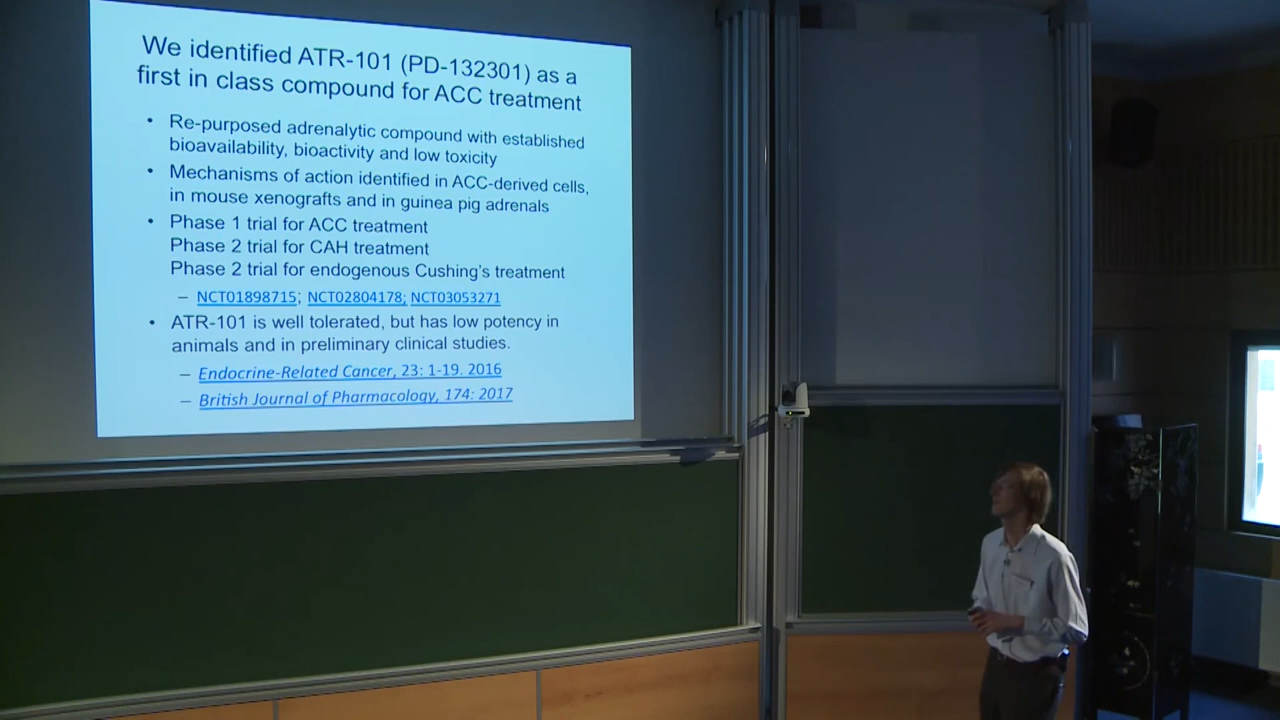 We identified ATR-101 (PD-132301) as a
first in class compound for ACC treatment
• Re-purposed adrenalytic compound with established
bioavailability, bioactivity and low toxicity
• Mechanisms of action identified in ACC-derived cells,
in mouse xenografts and in guinea pig adrenals
• Phase 1 trial for ACC treatment
Phase 2 trial for CAH treatment
Phase 2 trial for endogenous Cushing's treatment
– NCT01898715; NCT02804178; NCT03053271
• ATR-101 is well tolerated, but has low potency in
animals and in preliminary clinical studies.
– Endocrine-Related Cancer, 23: 1-19. 2016
– British Journal of Pharmacology, 174: 2017